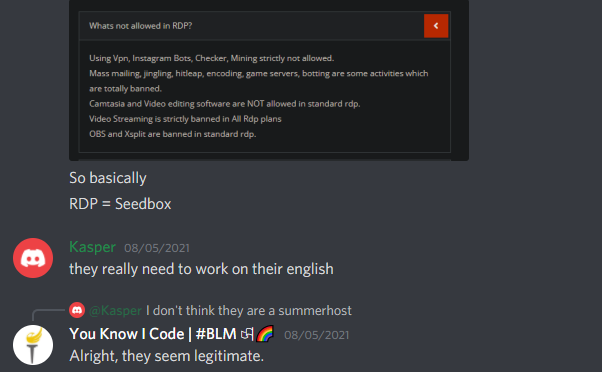 Whats not allowed in RDP?
Using Vpn, Instagram Bots, Checker, Mining strictly not allowed.
Mass mailing, jingling, hitleap, encoding, game servers, botting are some activities which
are totally banned.
Camtasia and Video editing software are NOT allowed in standard rdp.
Video Streaming is strictly banned in All Rdp plans
OBS and Xsplit are banned in standard rdp.
So basically
RDP = Seedbox
Kasper 08/05/2021
they really need to work on their english
@Kasper I don't think they are a summerhost
You Know I Code | #BLM 08/05/2021
Alright, they seem legitimate.